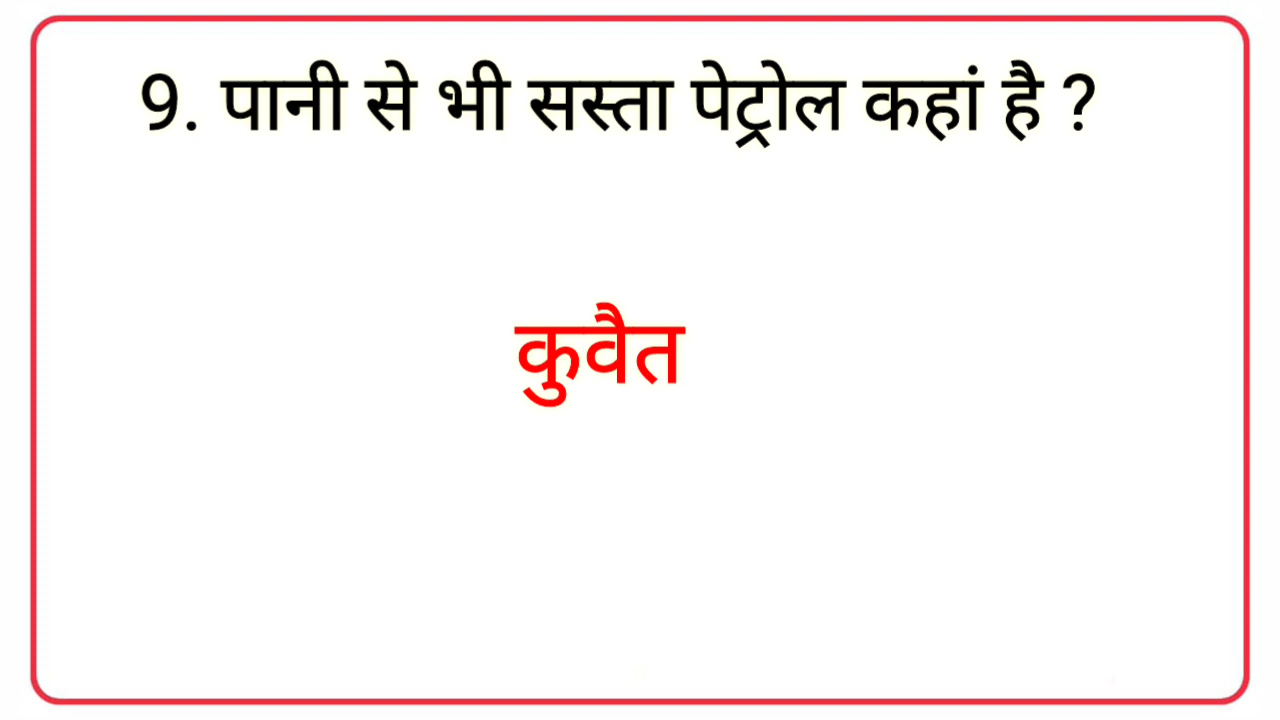 9. पानी से भी सस्ता पेट्रोल कहां है ?
कुवैत